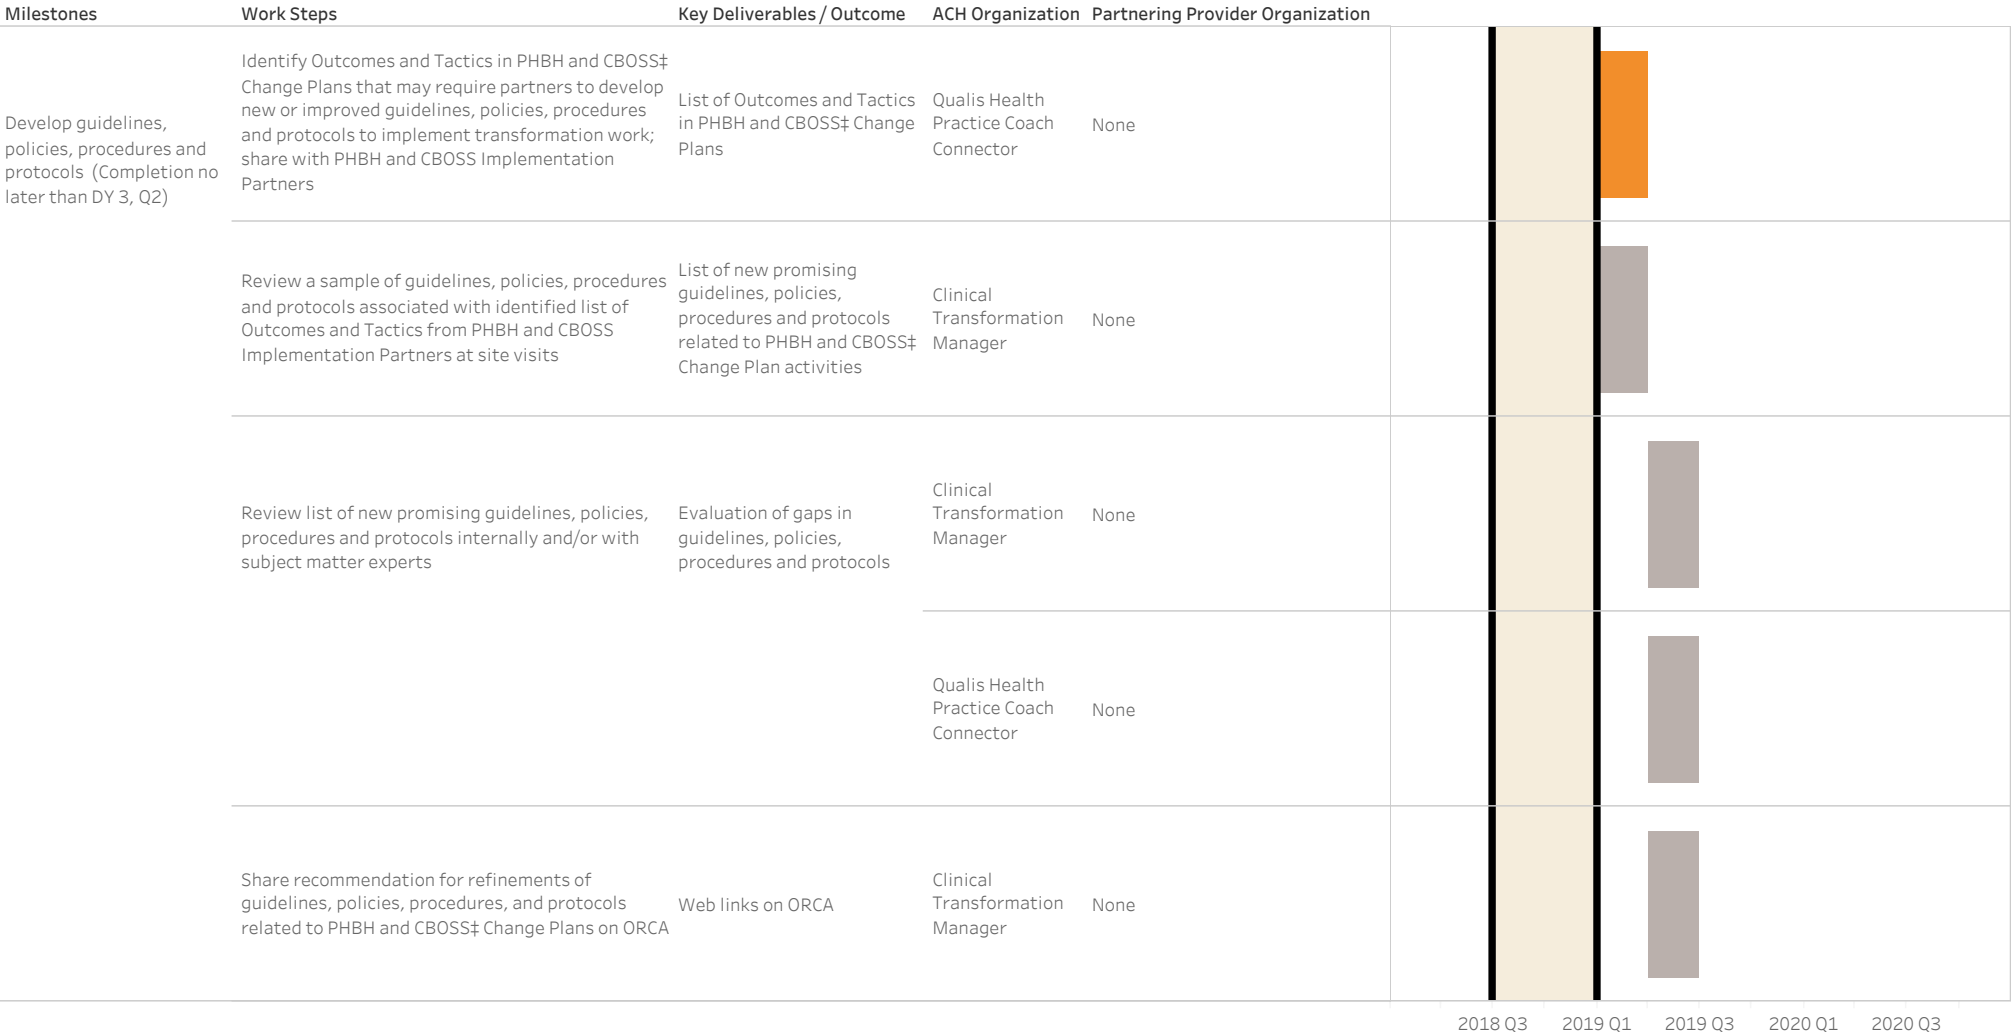 Milestones
Work Steps
Key Deliverables / Outcome
ACH Organization
Partnering Provider Organization
Develop guidelines,
policies, procedures and
protocols (Completion no
later than DY 3, Q2)
Identify Outcomes and Tactics in PHBH and CBOSS‡
Change Plans that may require partners to develop
new or improved guidelines, policies, procedures
and protocols to implement transformation work;
share with PHBH and CBOSS Implementation
Partners
List of Outcomes and Tactics
in PHBH and CBOSS‡ Change
Plans
Qualis Health
Practice Coach
Connector
None
Review a sample of guidelines, policies, procedures
and protocols associated with identified list of
Outcomes and Tactics from PHBH and CBOSS
Implementation Partners at site visits
List of new promising
guidelines, policies,
procedures and protocols
related to PHBH and CBOSS‡
Change Plan activities
Clinical
Transformation
Manager
None
Review list of new promising guidelines, policies,
procedures and protocols internally and/or with
subject matter experts
Evaluation of gaps in
guidelines, policies,
procedures and protocols
Clinical
Transformation
Manager
None
Qualis Health
Practice Coach
Connector
None
Share recommendation for refinements of
guidelines, policies, procedures, and protocols
related to PHBH and CBOSS‡ Change Plans on ORCA
Web links on ORCA
Clinical
Transformation
Manager
None
2018 Q3
2019 Q1
2019 Q3
2020 Q1
2020 Q3